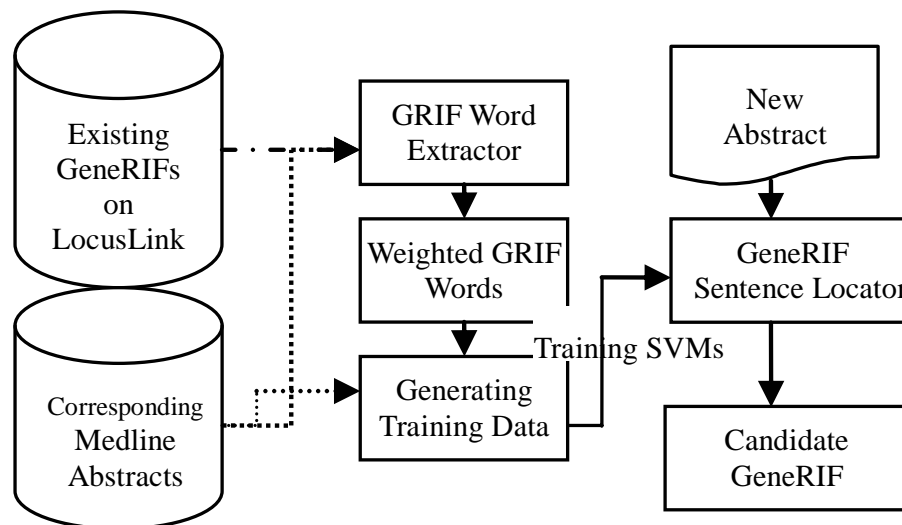 Existing
GeneRIFs
on
LocusLink
Corresponding
Medline
Abstracts
GRIF Word
Extractor
Weighted GRIF
Words
Generating
Training Data
Training SVMs
New
Abstract
GeneRIF
Sentence Locator
Candidate
GeneRIF